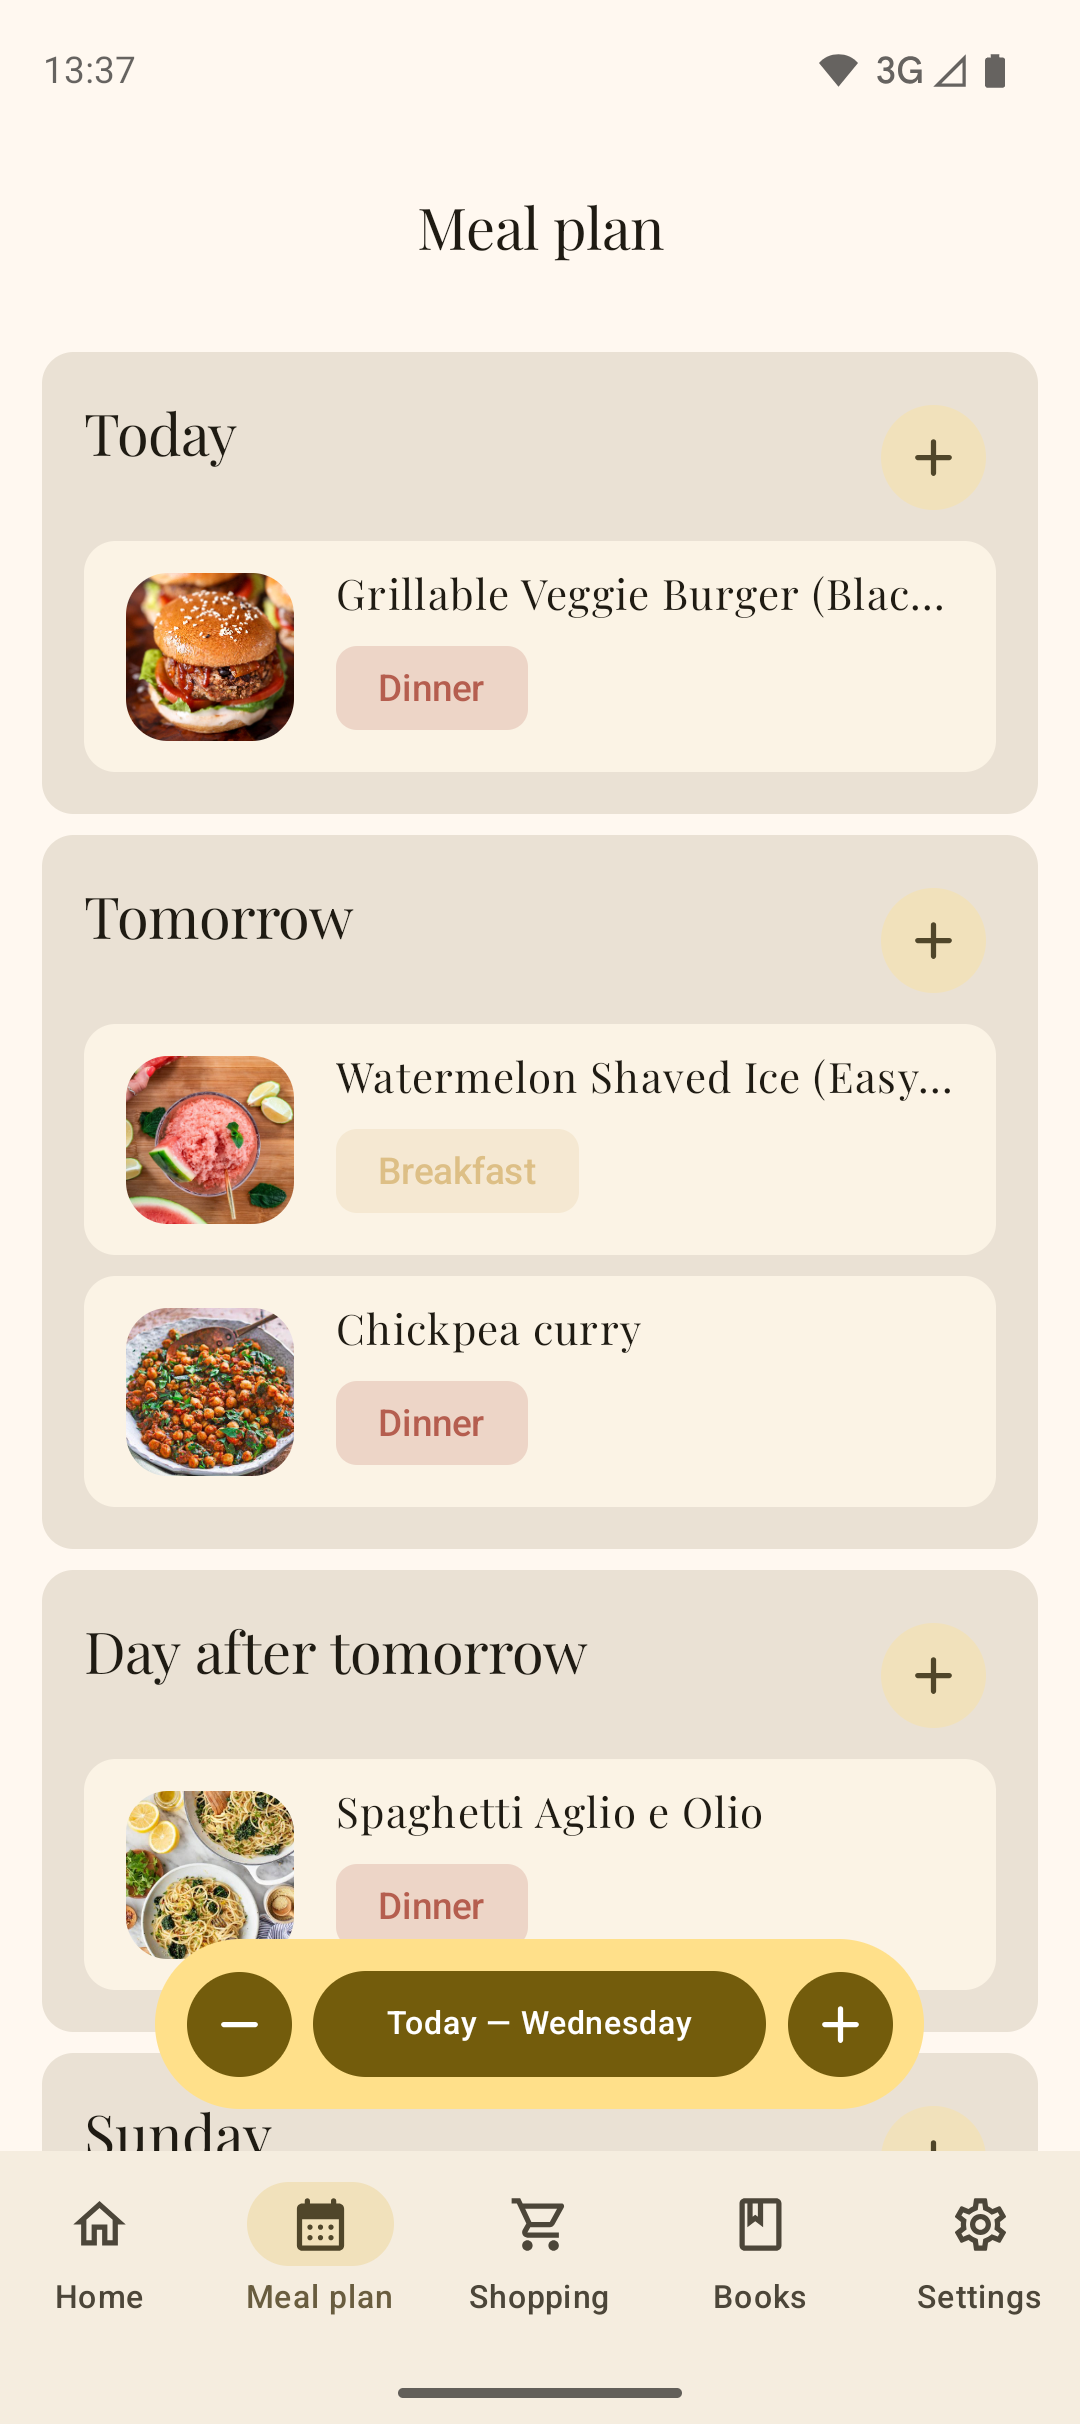 13:37
3G
Meal plan
Today
Grillable Veggie Burger (Blac...
Dinner
Tomorrow
Watermelon Shaved Ice (Easy...
Breakfast
Chickpea curry
Dinner
Day after tomorrow
Spaghetti Aglio e Olio
Dinner
Today — Wednesday
Sunday
Home
Meal plan
Shopping
Books
Settings